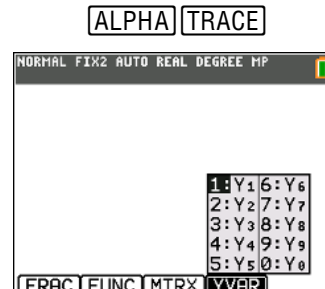 ALPHA TRACE
NORMAL FIX2 AUTO REAL DEGREE MP
1:Y1 6:Y6
2:Y2 7:Y7
3:Y3 8:Y8
4:Y4 9:Y9
5:Y5 0:Y0
FRAC FUNC MTRX YVAR